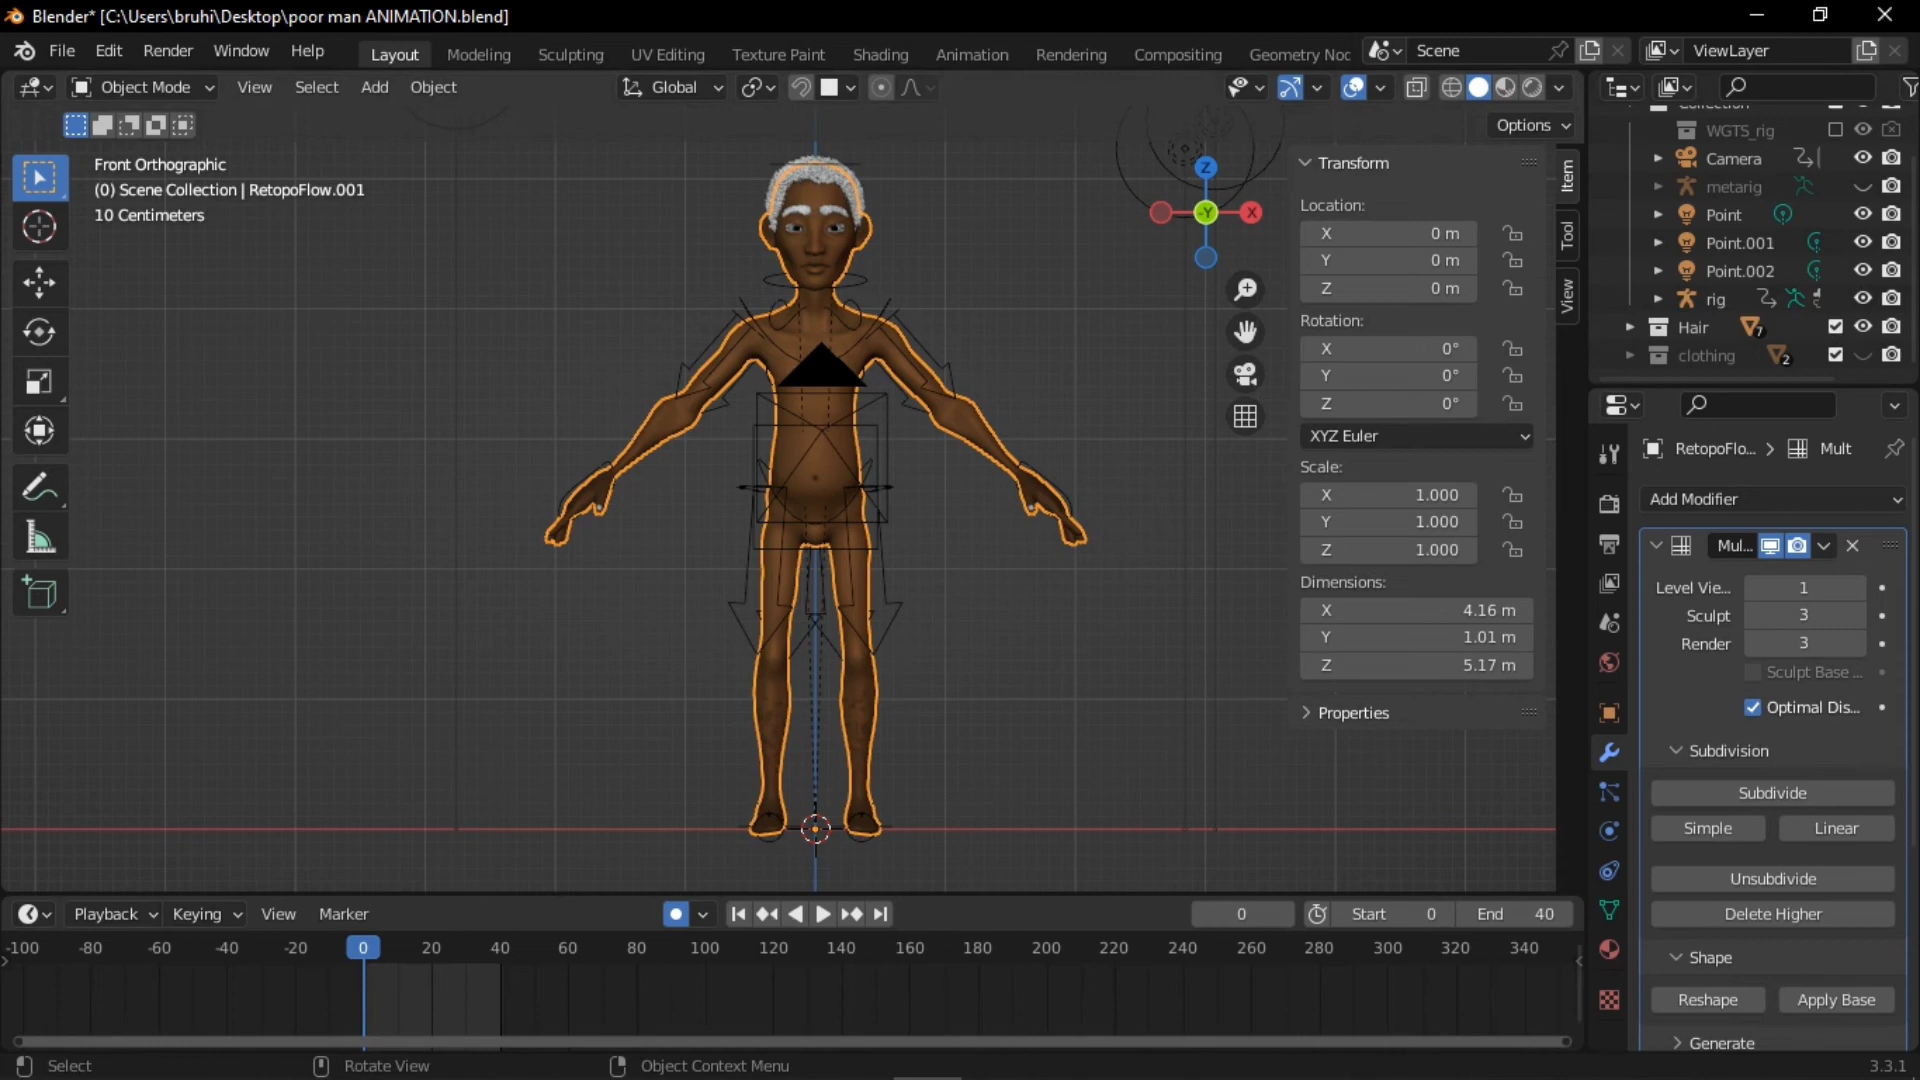 Blender* [C:\Users\bruhi\Desktop\poor man ANIMATION.blend]
File Edit Render Window Help Layout Modeling Sculpting UV Editing Texture Paint Shading Animation Rendering Compositing Geometry Noc Scene ViewLayer
Object Mode View Select Add Object Global
Options
Front Orthographic
(0) Scene Collection | RetopoFlow.001
10 Centimeters
Z
X
-Y
Transform
Location:
X 0 m
Y 0 m
Z 0 m
Rotation:
X 0°
Y 0°
Z 0°
XYZ Euler
Scale:
X 1.000
Y 1.000
Z 1.000
Dimensions:
X 4.16 m
Y 1.01 m
Z 5.17 m
Properties
Item
Tool
View
Collection
WGTS_rig
Camera
metarig
Point
Point.001
Point.002
rig
Hair 7
clothing 2
RetopoFlo... Mult
Add Modifier
Mul...
Level Vie... 1
Sculpt 3
Render 3
Sculpt Base ...
Optimal Dis...
Subdivision
Subdivide
Simple Linear
Unsubdivide
Delete Higher
Shape
Reshape Apply Base
Generate
Playback Keying View Marker 0 Start 0 End 40
-100 -80 -60 -40 -20 0 20 40 60 80 100 120 140 160 180 200 220 240 260 280 300 320 340
Select Rotate View Object Context Menu 3.3.1